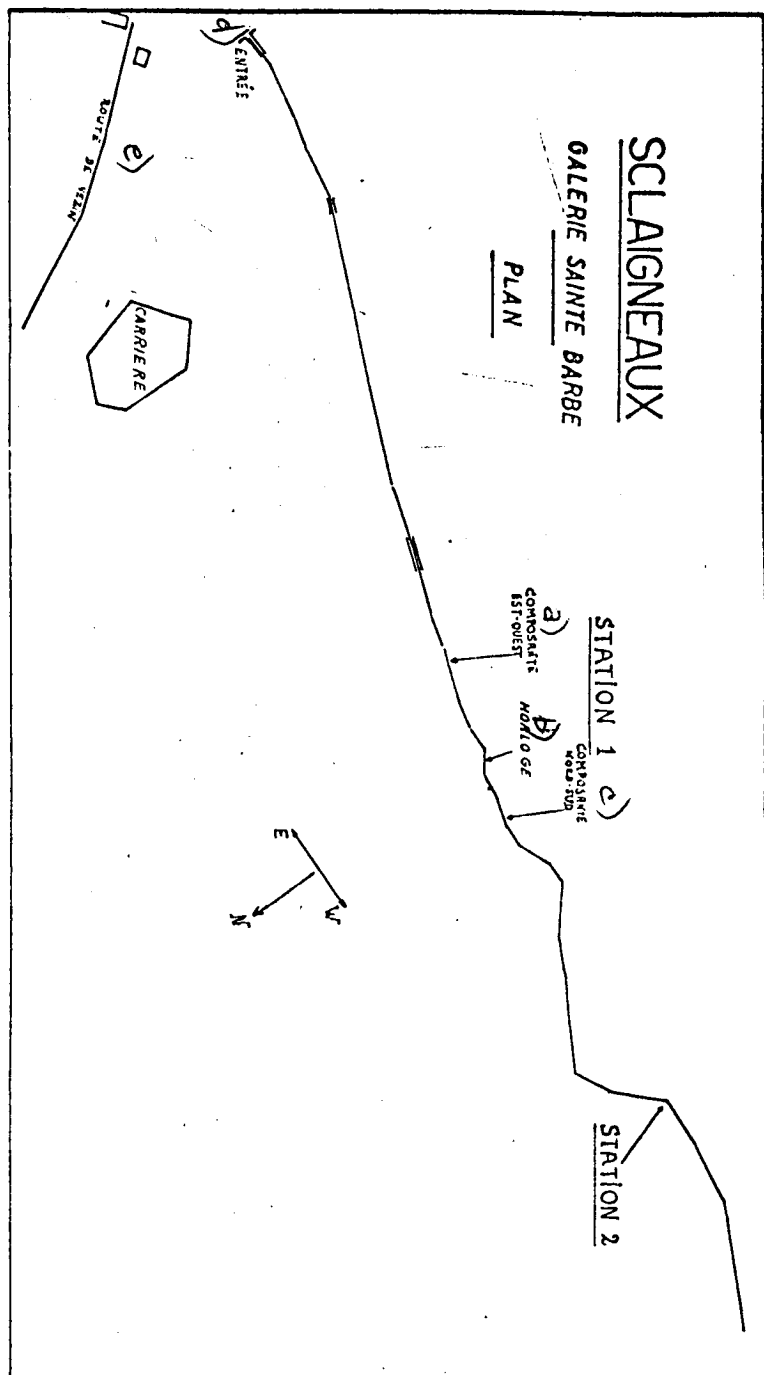 SCLAIGNEAUX
GALERIE SAINTE BARBE
PLAN
d)
ENTRÉE
e)
ROUTE DE VEZIN
CARRIERE
STATION 1
a)
COMPOSANTE
EST-OUEST
b)
HORLOGE
c)
COMPOSANTE
NORD-SUD
E
W
N
STATION 2